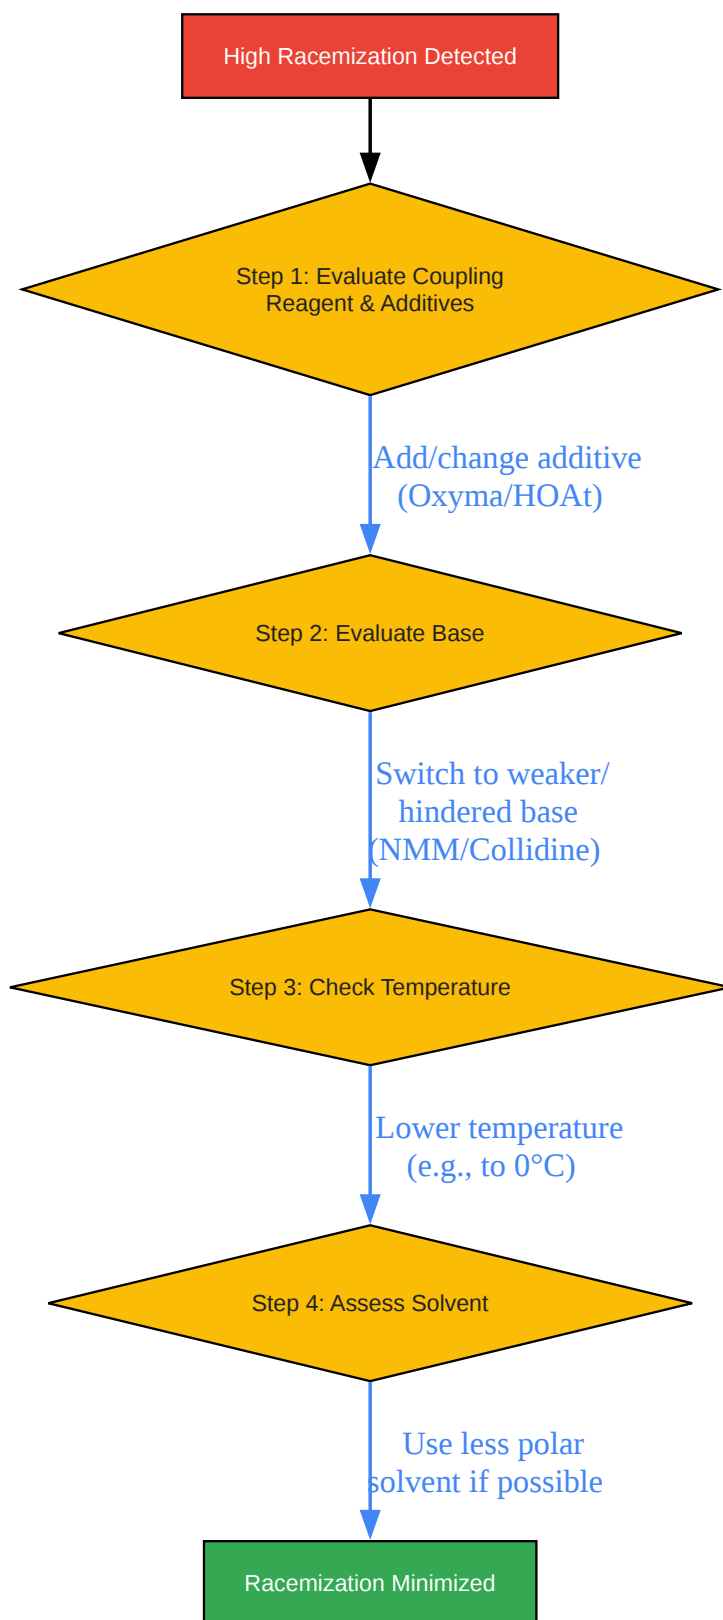 High Racemization Detected
Step 1: Evaluate Coupling
Reagent & Additives
Add/change additive
(Oxyma/HOAt)
Step 2: Evaluate Base
Switch to weaker/
hindered base
(NMM/Collidine)
Step 3: Check Temperature
Lower temperature
(e.g., to 0°C)
Step 4: Assess Solvent
Use less polar
solvent if possible
Racemization Minimized